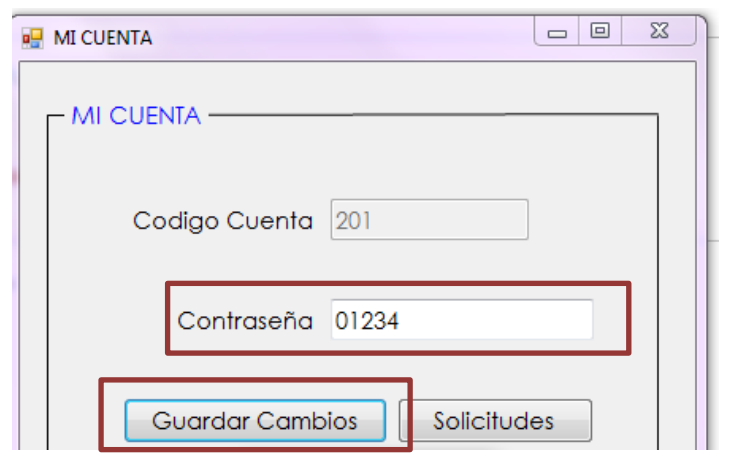 MI CUENTA
MI CUENTA
Codigo Cuenta 201
Contraseña 01234
Guardar Cambios Solicitudes